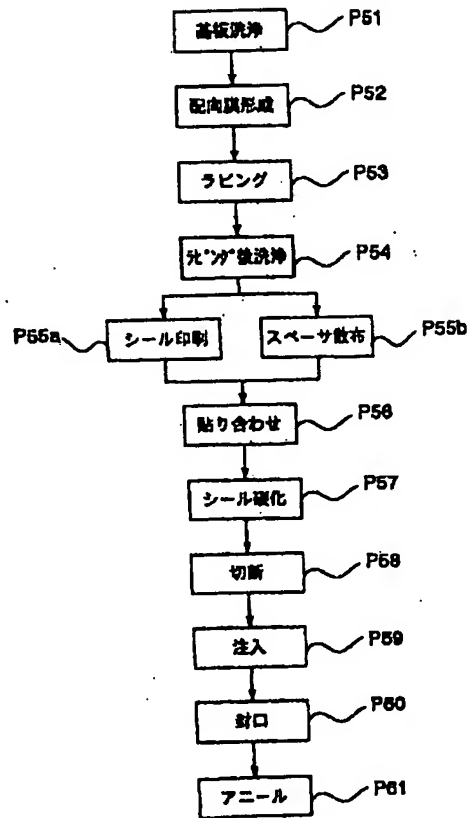 基板洗浄
P51
配向膜形成
P52
ラビング
P53
ラビング後洗浄
P54
P55a
シール印刷
スペーサ散布
P55b
貼り合わせ
P56
シール硬化
P57
切断
P58
注入
P59
封口
P60
アニール
P61